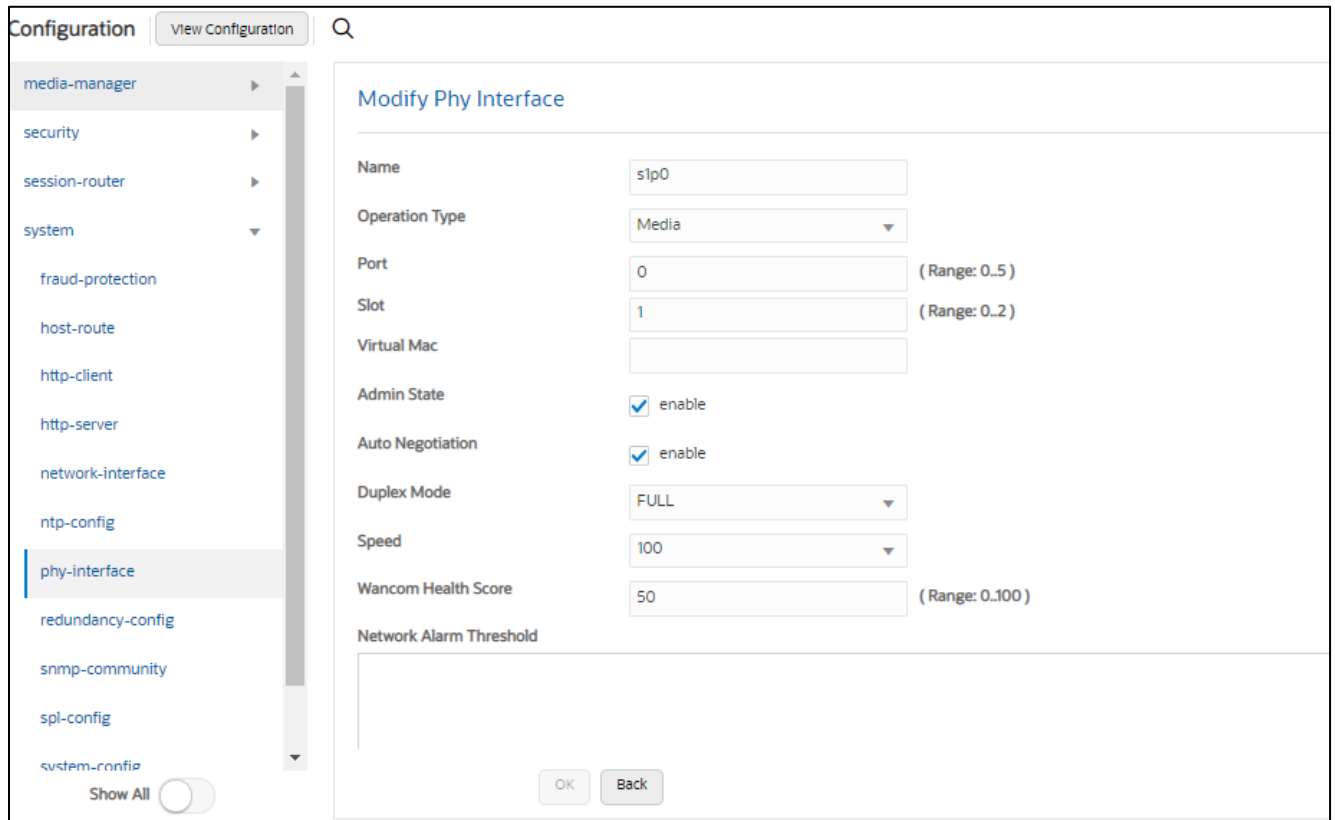 Configuration
View Configuration
media-manager
security
session-router
system
fraud-protection
host-route
http-client
http-server
network-interface
ntp-config
phy-interface
redundancy-config
snmp-community
spl-config
system-config
Show All
Modify Phy Interface
Name
s1p0
Operation Type
Media
Port
0
( Range: 0..5 )
Slot
1
( Range: 0..2 )
Virtual Mac
Admin State
enable
Auto Negotiation
enable
Duplex Mode
FULL
Speed
100
Wancom Health Score
50
( Range: 0..100 )
Network Alarm Threshold
OK
Back